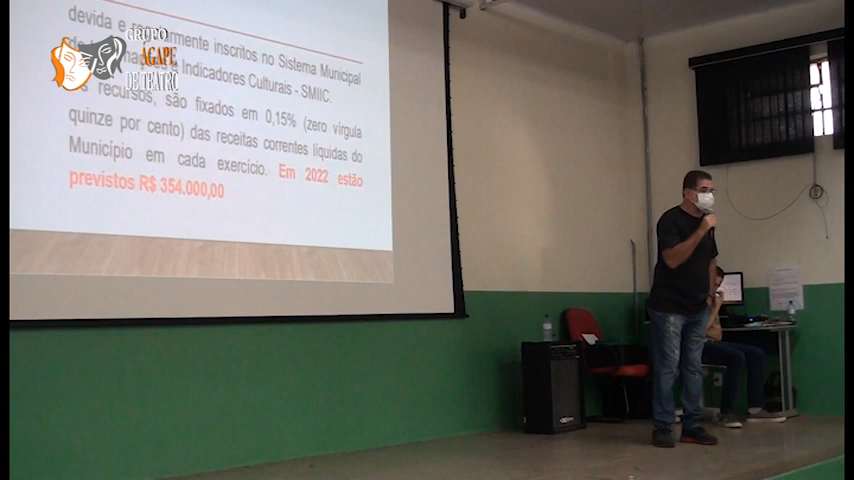 GRUPO
ÁGAPE
DE TEATRO
devida e regularmente inscritos no Sistema Municipal
e Indicadores Culturais - SMIIC.
recursos, são fixados em 0,15% (zero vírgula
quinze por cento) das receitas correntes líquidas do
Município em cada exercício. Em 2022 estão
previstos R$ 354.000,00